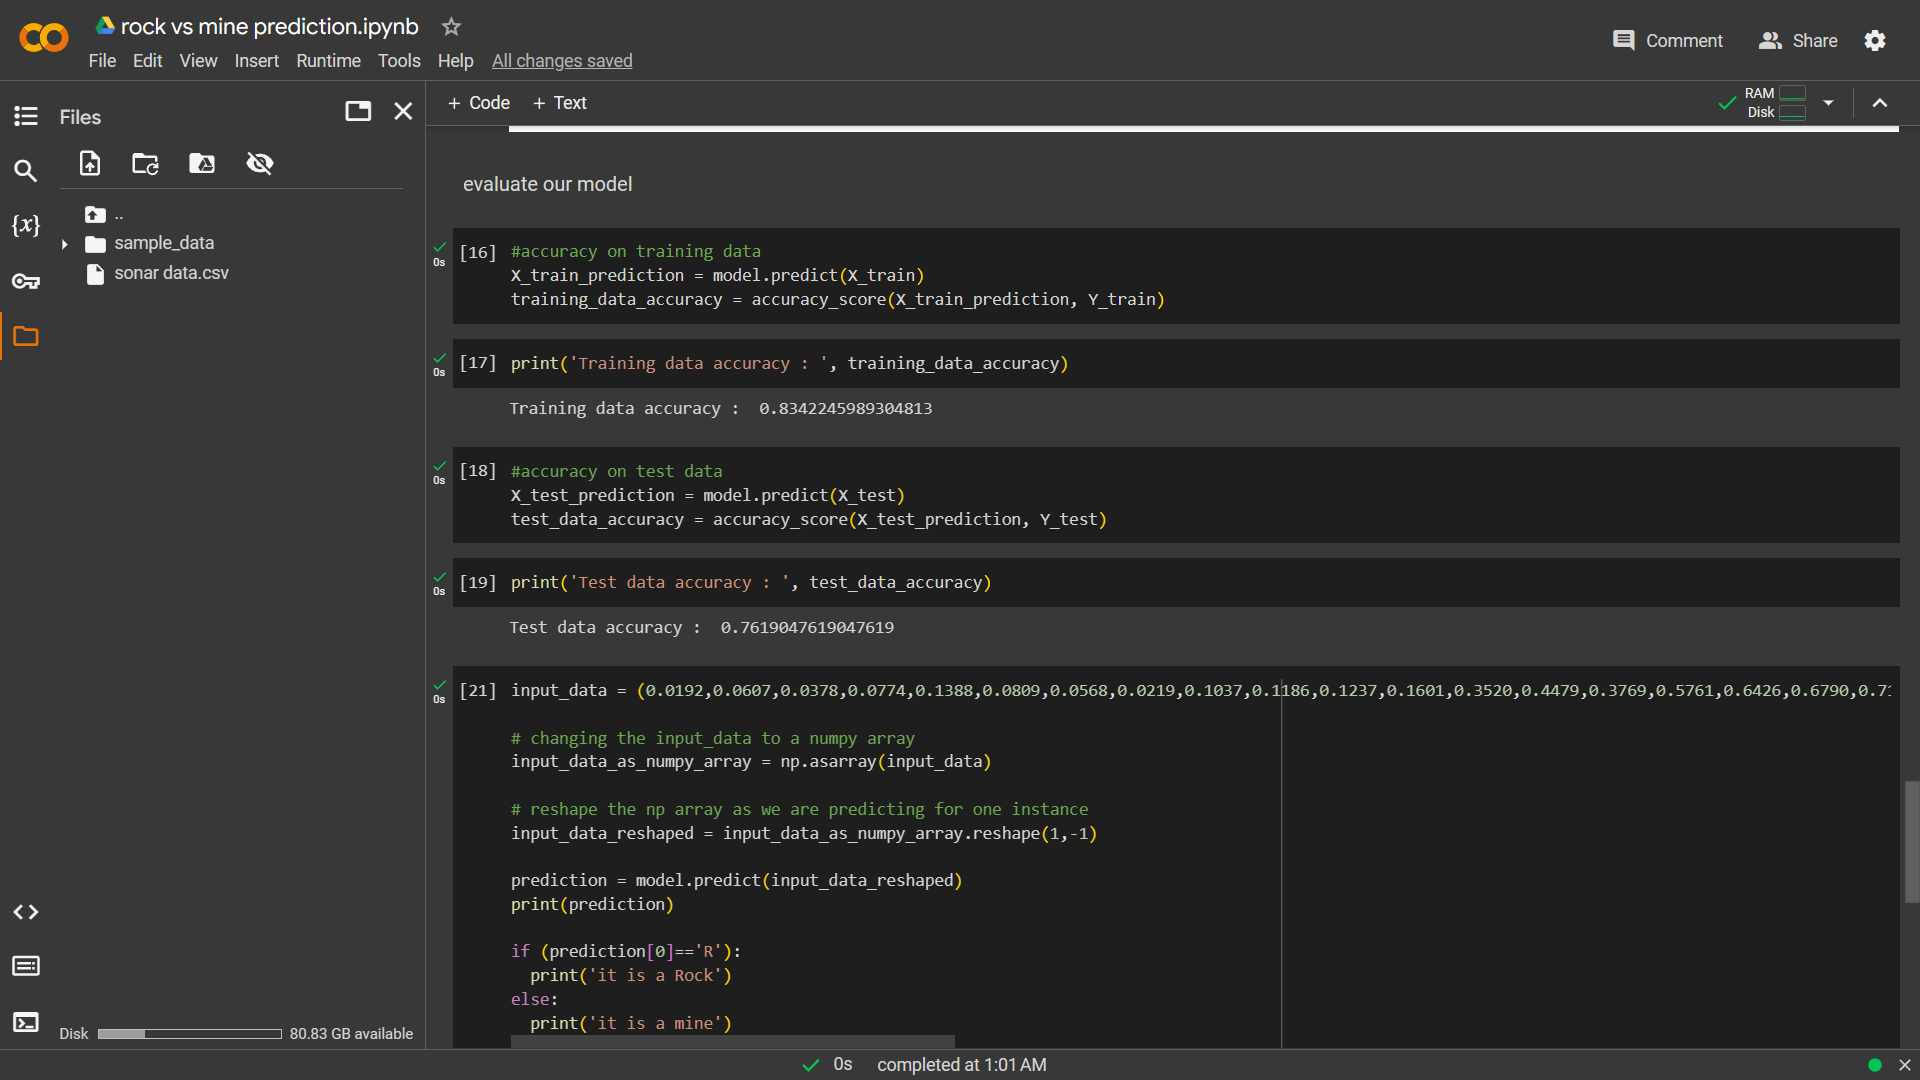 rock vs mine prediction.ipynb
File Edit View Insert Runtime Tools Help All changes saved
Comment Share
Files
+ Code + Text
RAM
Disk
..
sample_data
sonar data.csv
{x}
evaluate our model
0s
[16] #accuracy on training data
X_train_prediction = model.predict(X_train)
training_data_accuracy = accuracy_score(X_train_prediction, Y_train)
0s
[17] print('Training data accuracy : ', training_data_accuracy)
Training data accuracy :  0.8342245989304813
0s
[18] #accuracy on test data
X_test_prediction = model.predict(X_test)
test_data_accuracy = accuracy_score(X_test_prediction, Y_test)
0s
[19] print('Test data accuracy : ', test_data_accuracy)
Test data accuracy :  0.7619047619047619
0s
[21] input_data = (0.0192,0.0607,0.0378,0.0774,0.1388,0.0809,0.0568,0.0219,0.1037,0.1186,0.1237,0.1601,0.3520,0.4479,0.3769,0.5761,0.6426,0.6790,0.71
# changing the input_data to a numpy array
input_data_as_numpy_array = np.asarray(input_data)
# reshape the np array as we are predicting for one instance
input_data_reshaped = input_data_as_numpy_array.reshape(1,-1)
prediction = model.predict(input_data_reshaped)
print(prediction)
if (prediction[0]=='R'):
  print('it is a Rock')
else:
  print('it is a mine')
Disk 80.83 GB available
0s completed at 1:01 AM